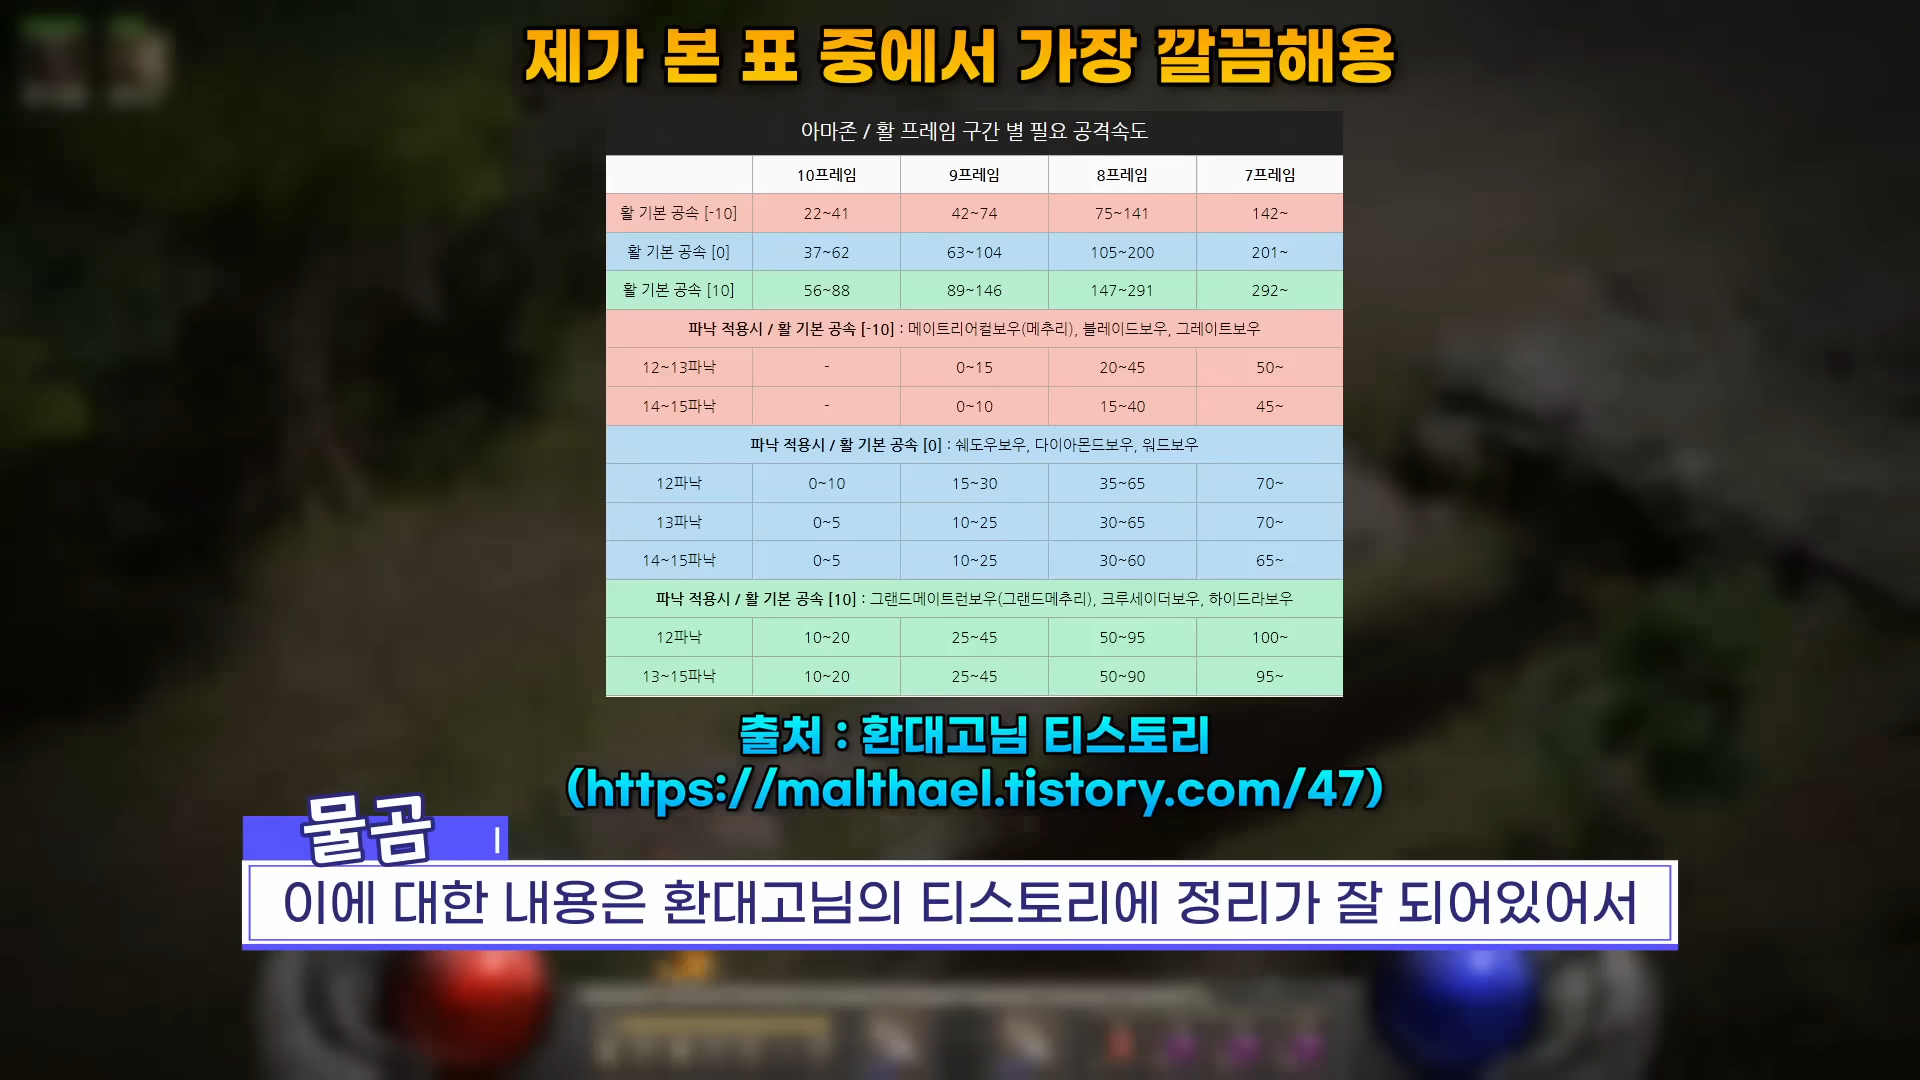 제가 본 표 중에서 가장 깔끔해용
아마존 / 활 프레임 구간 별 필요 공격속도
10프레임 9프레임 8프레임 7프레임
활 기본 공속 [-10] 22~41 42~74 75~141 142~
활 기본 공속 [0] 37~62 63~104 105~200 201~
활 기본 공속 [10] 56~88 89~146 147~291 292~
파낙 적용시 / 활 기본 공속 [-10] : 메이트리어컬보우(메추리), 블레이드보우, 그레이트보우
12~13파낙 - 0~15 20~45 50~
14~15파낙 - 0~10 15~40 45~
파낙 적용시 / 활 기본 공속 [0] : 쉐도우보우, 다이아몬드보우, 워드보우
12파낙 0~10 15~30 35~65 70~
13파낙 0~5 10~25 30~65 70~
14~15파낙 0~5 10~25 30~60 65~
파낙 적용시 / 활 기본 공속 [10] : 그랜드메이트런보우(그랜드메추리), 크루세이더보우, 하이드라보우
12파낙 10~20 25~45 50~95 100~
13~15파낙 10~20 25~45 50~90 95~
출처 : 환대고님 티스토리
(https://malthael.tistory.com/47)
물곰
이에 대한 내용은 환대고님의 티스토리에 정리가 잘 되어있어서